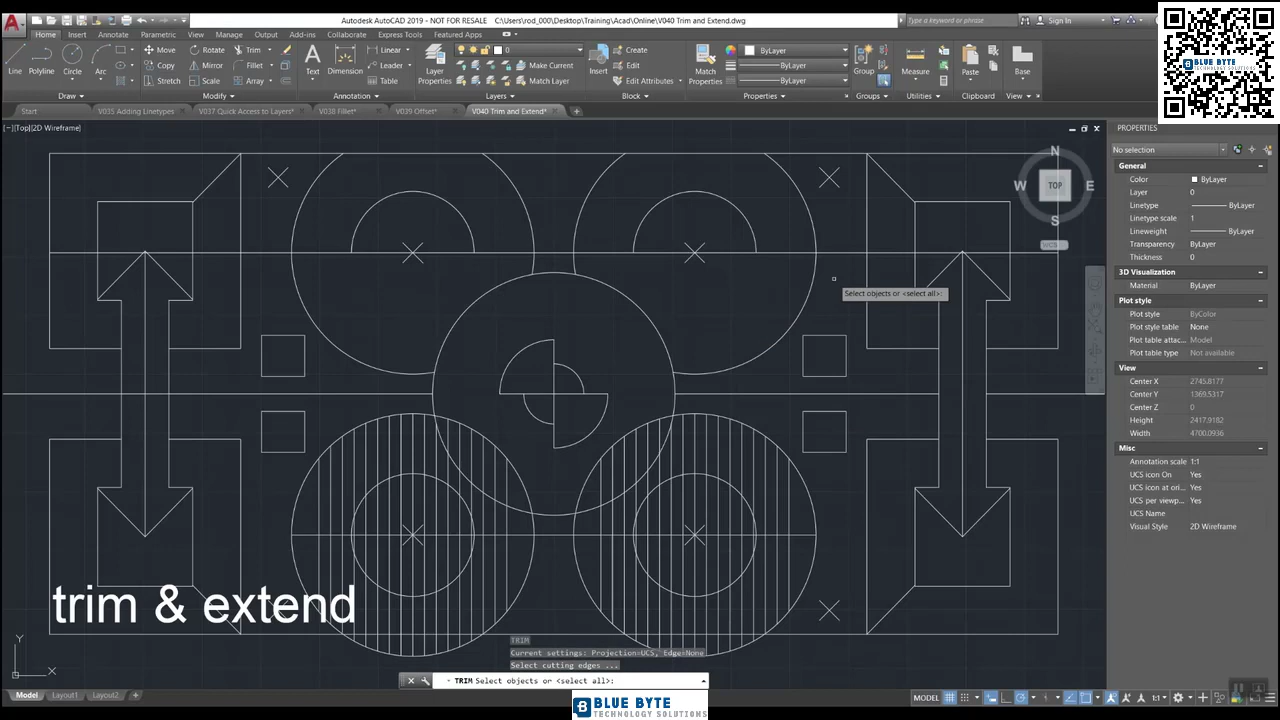 Autodesk AutoCAD 2019 - NOT FOR RESALE C:\Users\rod_000\Desktop\Training\Acad\Online\V040 Trim and Extend.dwg
Type a keyword or phrase
Sign In
Home Insert Annotate Parametric View Manage Output Add-ins Collaborate Express Tools Featured Apps
Line Polyline Circle Arc
Move Rotate Trim
Copy Mirror Fillet
Stretch Scale Array
Text Dimension
Linear
Leader
Table
Layer Properties
0
Make Current
Match Layer
Insert
Create
Edit
Edit Attributes
Match Properties
ByLayer
ByLayer
ByLayer
Group
Measure
Paste
Base
Draw Modify Annotation Layers Block Properties Groups Utilities Clipboard View
BLUE BYTE
Start V035 Adding Linetypes V037 Quick Access to Layers* V038 Fillet* V039 Offset* V040 Trim and Extend*
[−][Top][2D Wireframe]
N
W TOP E
S
WCS
Select objects or <select all>:
PROPERTIES
No selection
General
Color ByLayer
Layer 0
Linetype ByLayer
Linetype scale 1
Lineweight ByLayer
Transparency ByLayer
Thickness 0
3D Visualization
Material ByLayer
Plot style
Plot style ByColor
Plot style table None
Plot table attac... Model
Plot table type Not available
View
Center X 2745.8177
Center Y 1369.5317
Center Z 0
Height 2417.9182
Width 4700.0936
Misc
Annotation scale 1:1
UCS icon On Yes
UCS icon at ori... Yes
UCS per viewp... Yes
UCS Name
Visual Style 2D Wireframe
trim & extend
Y
X
TRIM
Current settings: Projection=UCS, Edge=None
Select cutting edges ...
TRIM Select objects or <select all>:
Model Layout1 Layout2
MODEL
1:1
BLUE BYTE
TECHNOLOGY SOLUTIONS